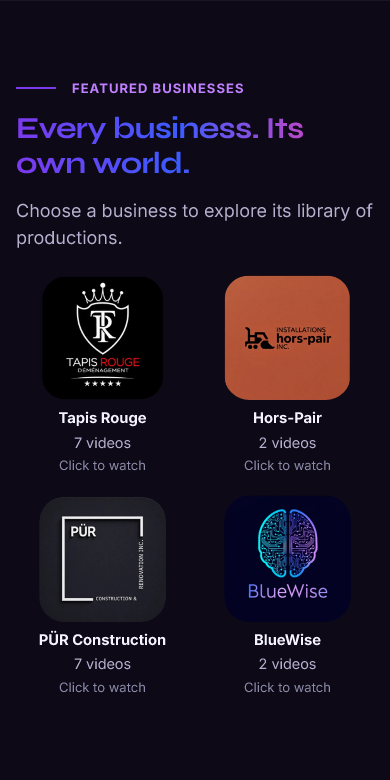 FEATURED BUSINESSES
Every business. Its
own world.
Choose a business to explore its library of
productions.
TR
TAPIS ROUGE
DÉMÉNAGEMENT
Tapis Rouge
7 videos
Click to watch
INSTALLATIONS
hors-pair
INC.
Hors-Pair
2 videos
Click to watch
PÜR
RENOVATION INC.
CONSTRUCTION &
PÜR Construction
7 videos
Click to watch
BlueWise
BlueWise
2 videos
Click to watch